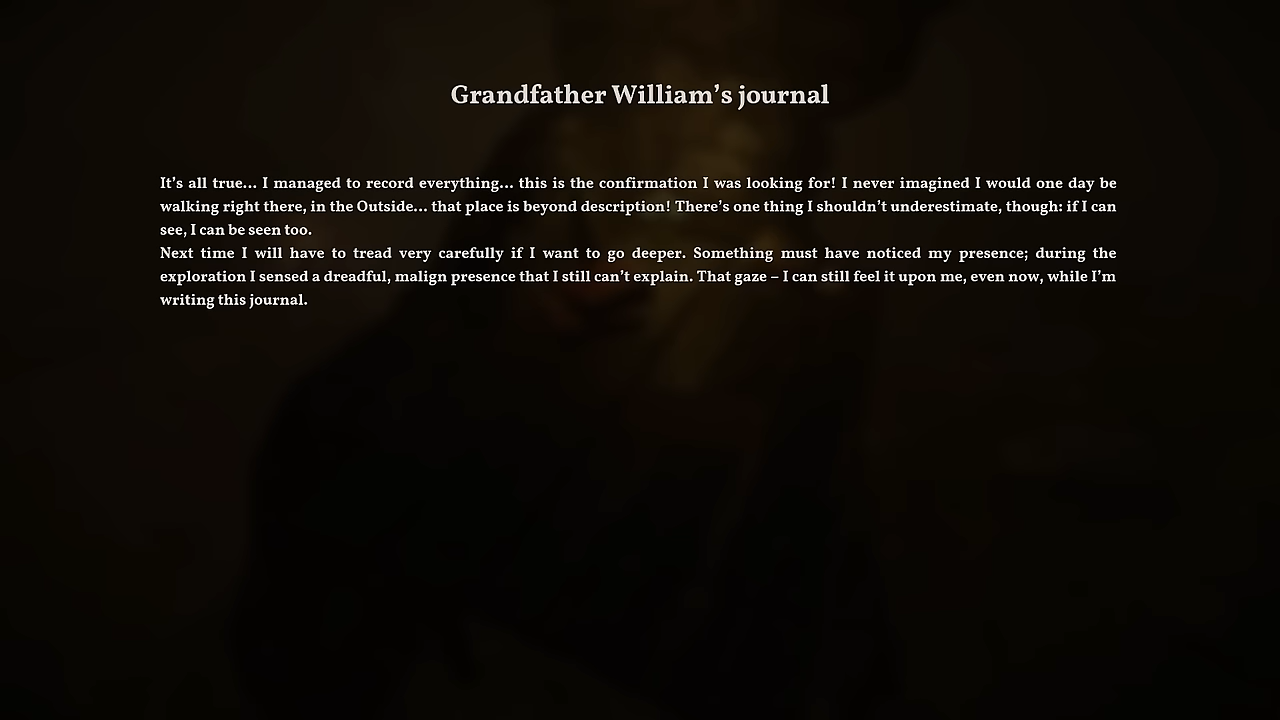 Grandfather William’s journal
It’s all true... I managed to record everything... this is the confirmation I was looking for! I never imagined I would one day be
walking right there, in the Outside... that place is beyond description! There’s one thing I shouldn’t underestimate, though: if I can
see, I can be seen too.
Next time I will have to tread very carefully if I want to go deeper. Something must have noticed my presence; during the
exploration I sensed a dreadful, malign presence that I still can’t explain. That gaze – I can still feel it upon me, even now, while I’m
writing this journal.